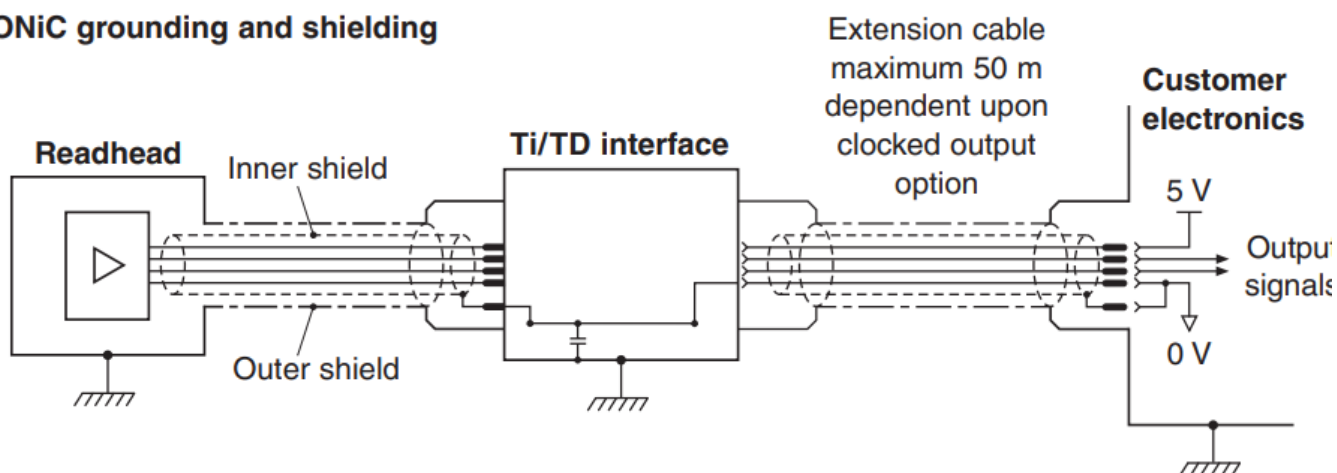 ONiC grounding and shielding
Extension cable
maximum 50 m
dependent upon
clocked output
option
Customer
electronics
Readhead
Inner shield
Ti/TD interface
5 V
Output
signals
Outer shield
0 V